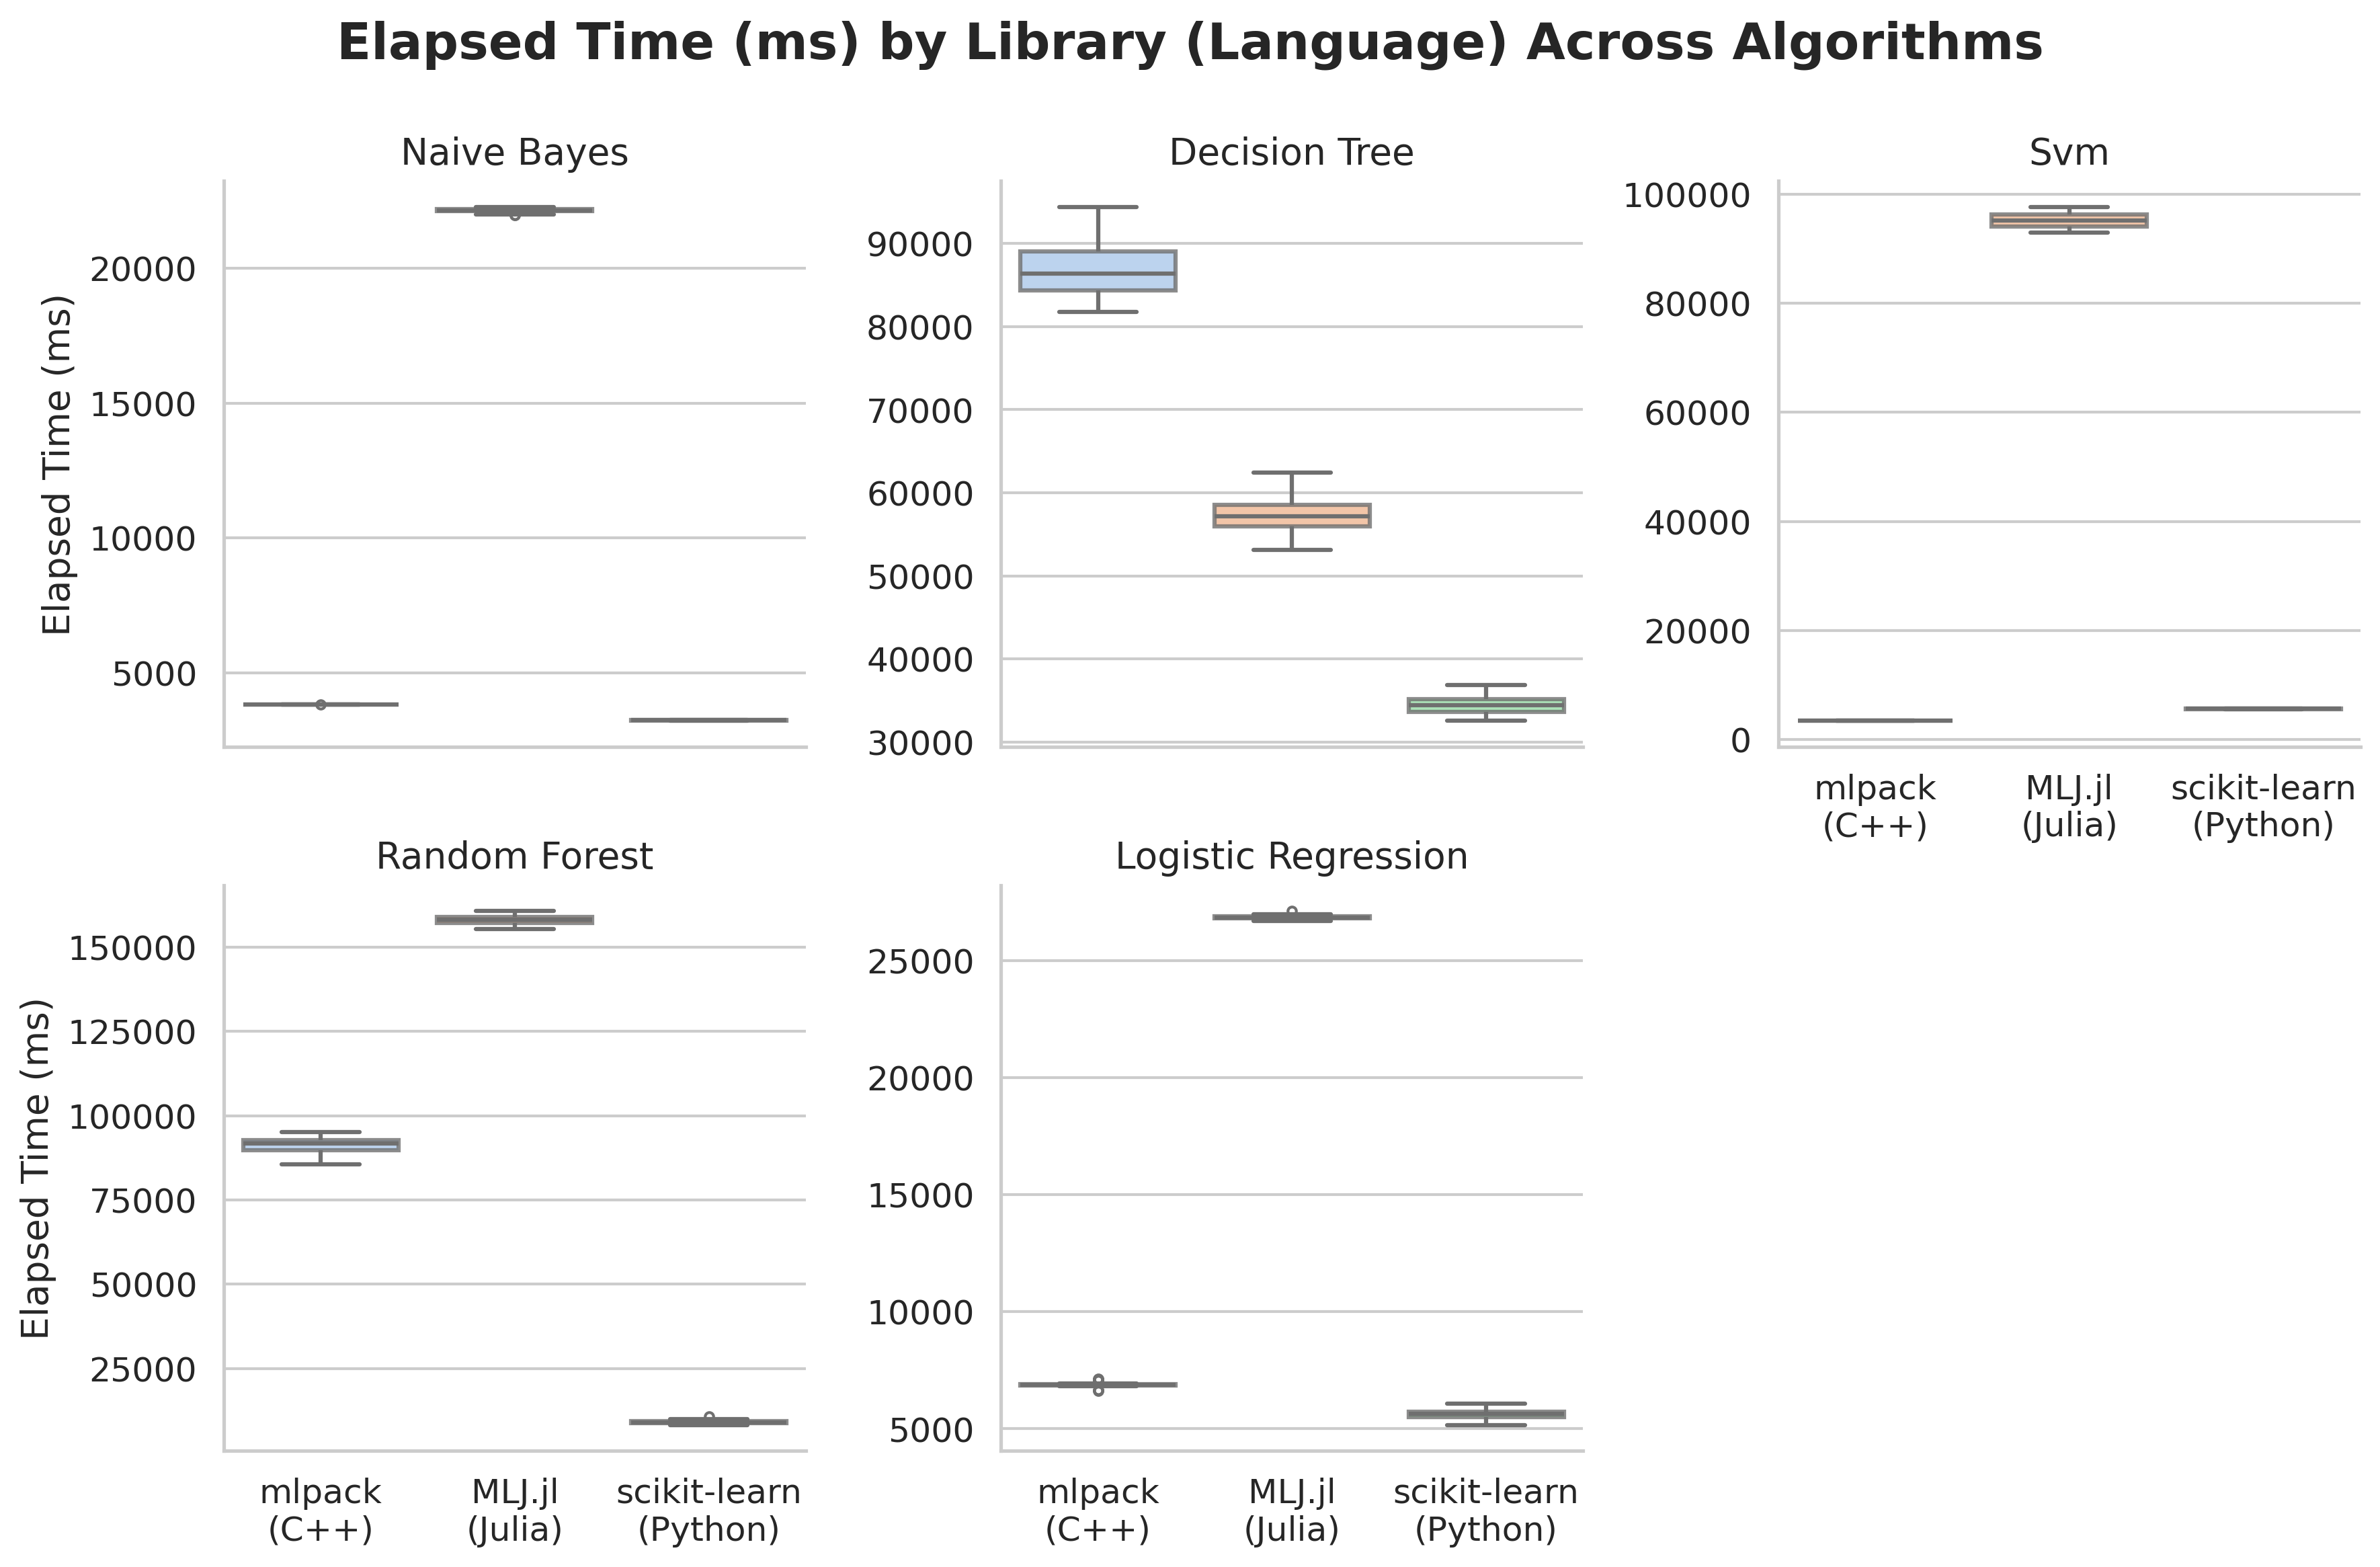 Elapsed Time (ms) by Library (Language) Across Algorithms
Naive Bayes
Elapsed Time (ms)
20000
15000
10000
5000
Decision Tree
90000
80000
70000
60000
50000
40000
30000
Svm
100000
80000
60000
40000
20000
0
mlpack
(C++)
MLJ.jl
(Julia)
scikit-learn
(Python)
Random Forest
Elapsed Time (ms)
150000
125000
100000
75000
50000
25000
mlpack
(C++)
MLJ.jl
(Julia)
scikit-learn
(Python)
Logistic Regression
25000
20000
15000
10000
5000
mlpack
(C++)
MLJ.jl
(Julia)
scikit-learn
(Python)